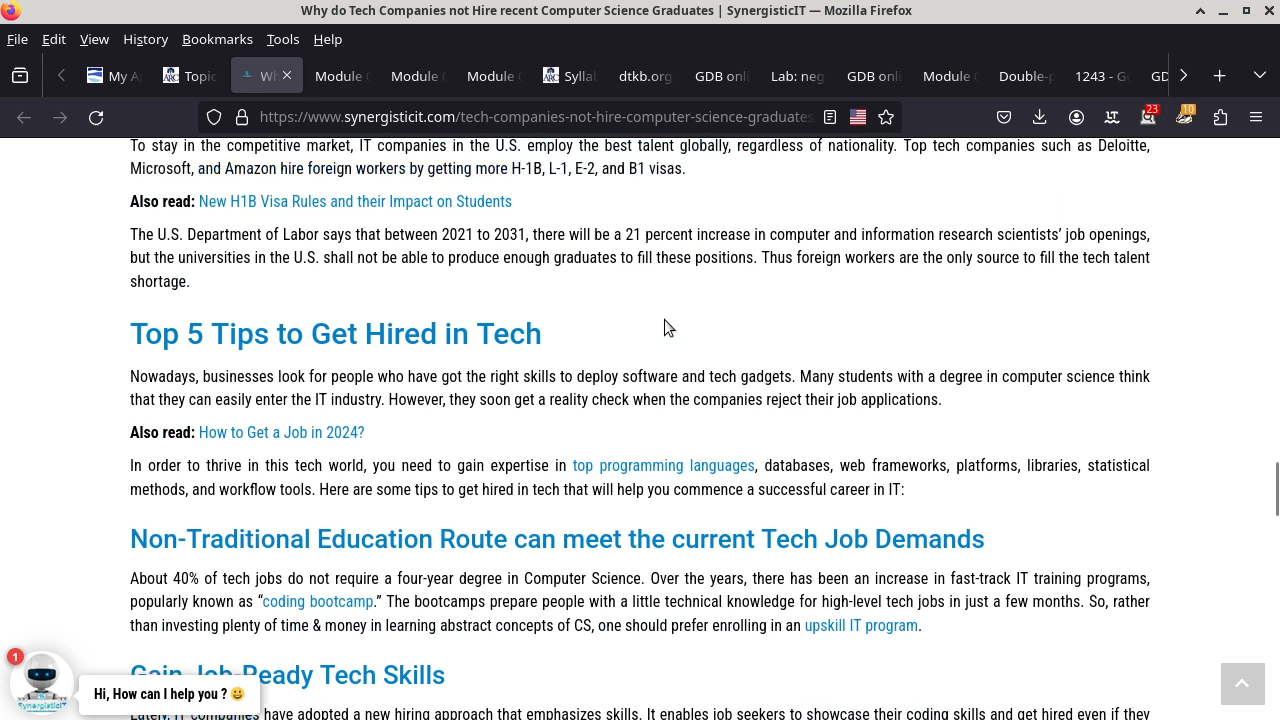 Why do Tech Companies not Hire recent Computer Science Graduates | SynergisticIT — Mozilla Firefox
File Edit View History Bookmarks Tools Help
My A Topic Wh Module Module Module Sylla dtkb.org GDB onl Lab: neg GDB onl Module Double-p 1243 - G GD
https://www.synergisticit.com/tech-companies-not-hire-computer-science-graduates 23 10
To stay in the competitive market, IT companies in the U.S. employ the best talent globally, regardless of nationality. Top tech companies such as Deloitte,
Microsoft, and Amazon hire foreign workers by getting more H-1B, L-1, E-2, and B1 visas.
Also read: New H1B Visa Rules and their Impact on Students
The U.S. Department of Labor says that between 2021 to 2031, there will be a 21 percent increase in computer and information research scientists’ job openings,
but the universities in the U.S. shall not be able to produce enough graduates to fill these positions. Thus foreign workers are the only source to fill the tech talent
shortage.
Top 5 Tips to Get Hired in Tech
Nowadays, businesses look for people who have got the right skills to deploy software and tech gadgets. Many students with a degree in computer science think
that they can easily enter the IT industry. However, they soon get a reality check when the companies reject their job applications.
Also read: How to Get a Job in 2024?
In order to thrive in this tech world, you need to gain expertise in top programming languages, databases, web frameworks, platforms, libraries, statistical
methods, and workflow tools. Here are some tips to get hired in tech that will help you commence a successful career in IT:
Non-Traditional Education Route can meet the current Tech Job Demands
About 40% of tech jobs do not require a four-year degree in Computer Science. Over the years, there has been an increase in fast-track IT training programs,
popularly known as “coding bootcamp.” The bootcamps prepare people with a little technical knowledge for high-level tech jobs in just a few months. So, rather
than investing plenty of time & money in learning abstract concepts of CS, one should prefer enrolling in an upskill IT program.
Gain Job-Ready Tech Skills
1
SynergisticIT
Hi, How can I help you ? 😀
Lately, IT companies have adopted a new hiring approach that emphasizes skills. It enables job seekers to showcase their coding skills and get hired even if they